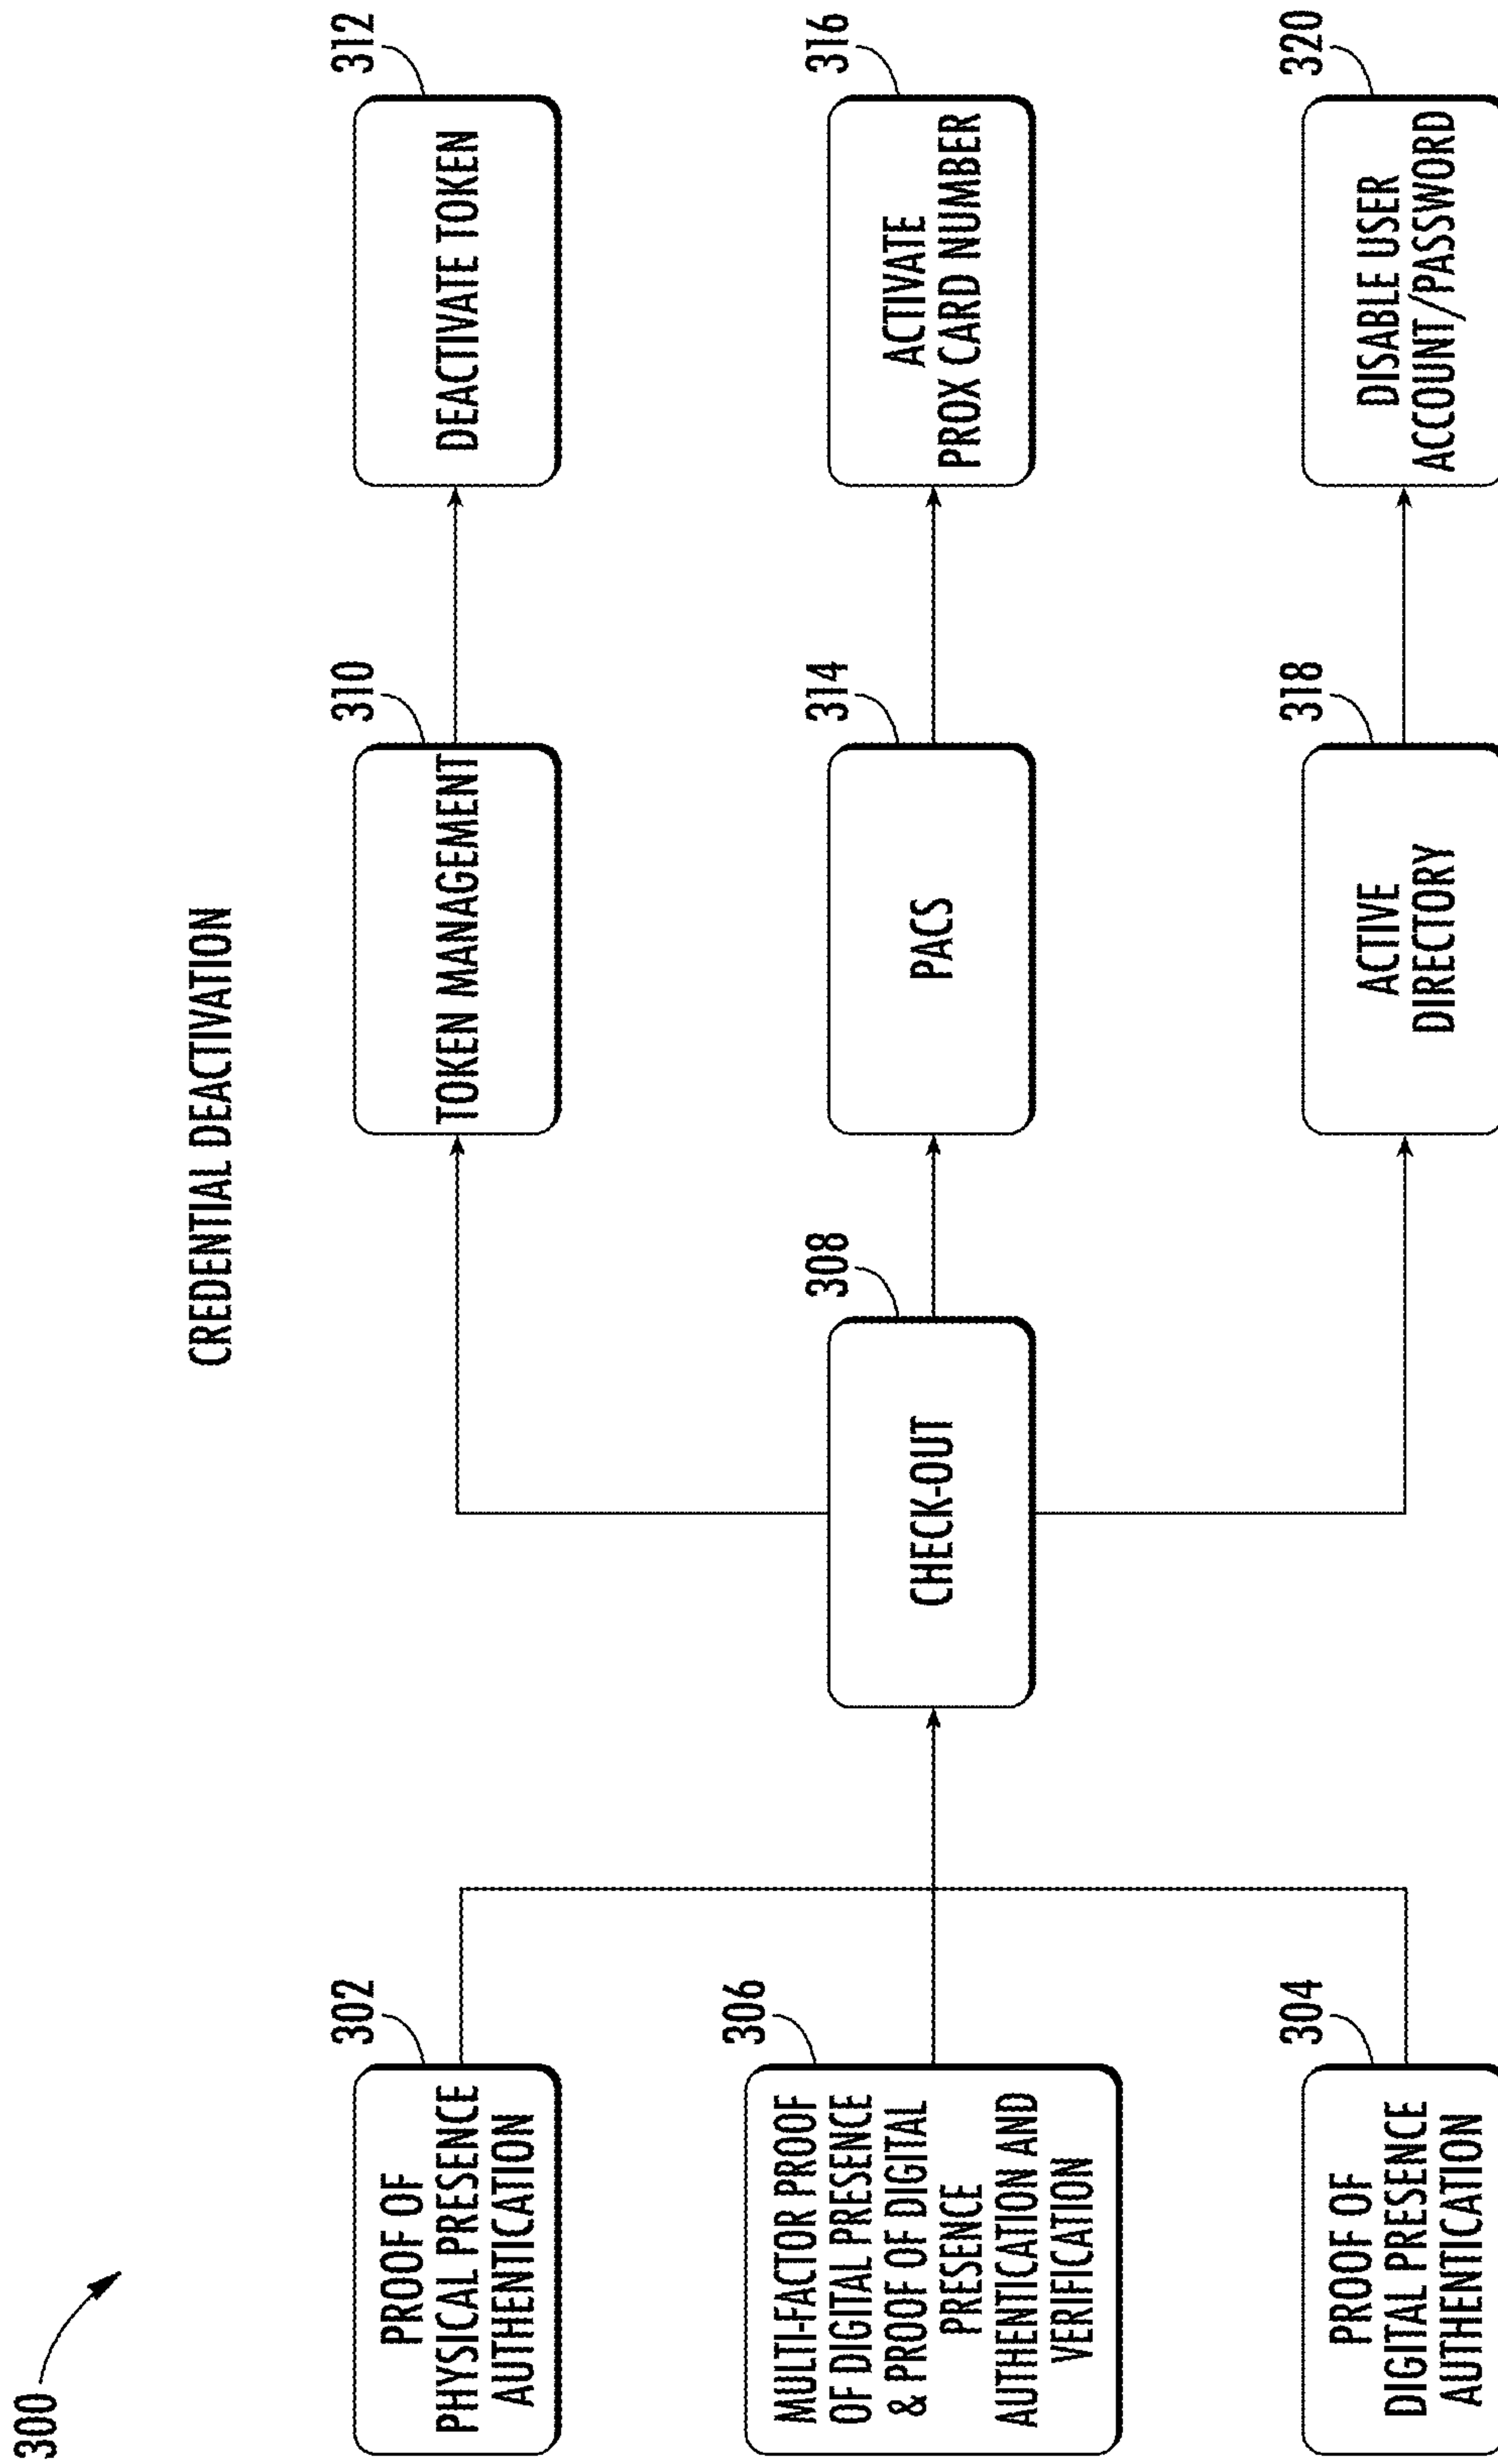 300
CREDENTIAL DEACTIVATION
302
PROOF OF
PHYSICAL PRESENCE
AUTHENTICATION
306
MULTI-FACTOR PROOF
OF DIGITAL PRESENCE
& PROOF OF DIGITAL
PRESENCE
AUTHENTICATION AND
VERIFICATION
304
PROOF OF
DIGITAL PRESENCE
AUTHENTICATION
308
CHECK-OUT
310
TOKEN MANAGEMENT
314
PACS
318
ACTIVE
DIRECTORY
312
DEACTIVATE TOKEN
316
ACTIVATE
PROX CARD NUMBER
320
DISABLE USER
ACCOUNT/PASSWORD